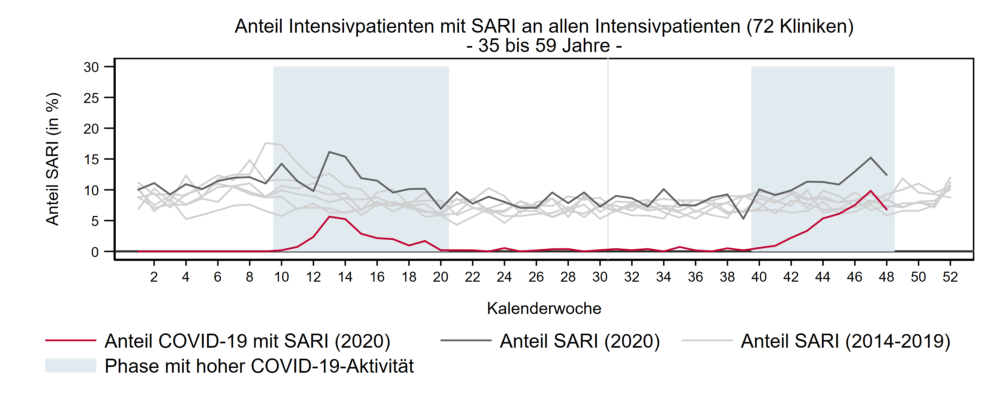 Anteil Intensivpatienten mit SARI an allen Intensivpatienten (72 Kliniken)
- 35 bis 59 Jahre -
Anteil SARI (in %)
30
25
20
15
10
5
0
2 4 6 8 10 12 14 16 18 20 22 24 26 28 30 32 34 36 38 40 42 44 46 48 50 52
Kalenderwoche
Anteil COVID-19 mit SARI (2020) Anteil SARI (2020) Anteil SARI (2014-2019)
Phase mit hoher COVID-19-Aktivität